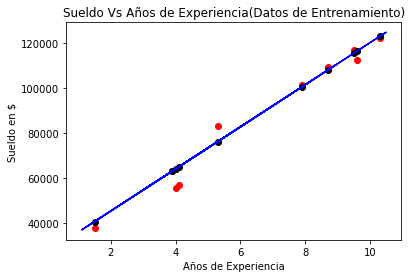 Sueldo Vs Años de Experiencia(Datos de Entrenamiento)
120000
100000
80000
60000
40000
Sueldo en $
2 4 6 8 10
Años de Experiencia